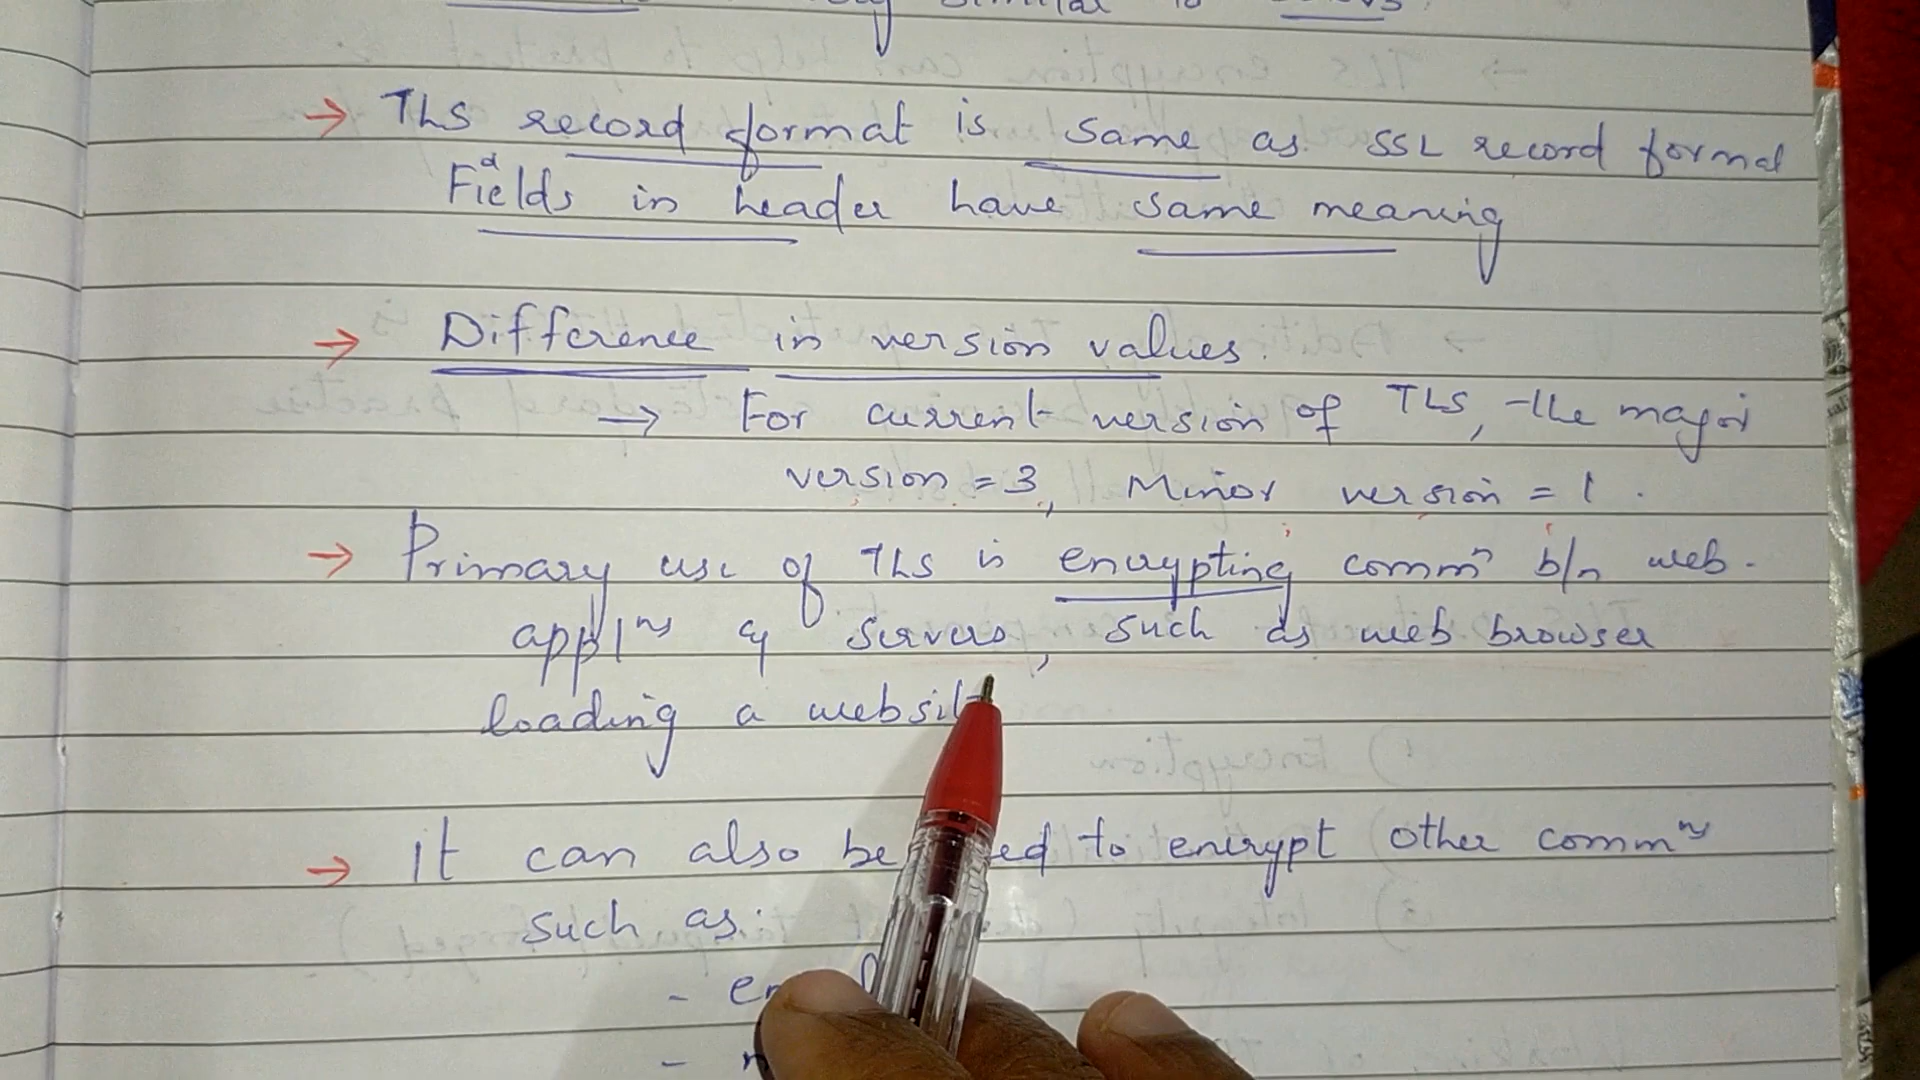 similar to
→ TLS record format is same as SSL record format
Fields in header have same meaning
→ Difference in version values.
→ For current version of TLS, the major
version = 3, Minor version = 1.
→ Primary use of TLS is encrypting commⁿ b/n web.
applⁿˢ & servers, such as web browser
loading a websit
→ It can also be ed to encrypt other commⁿˢ
such as:
- e
-